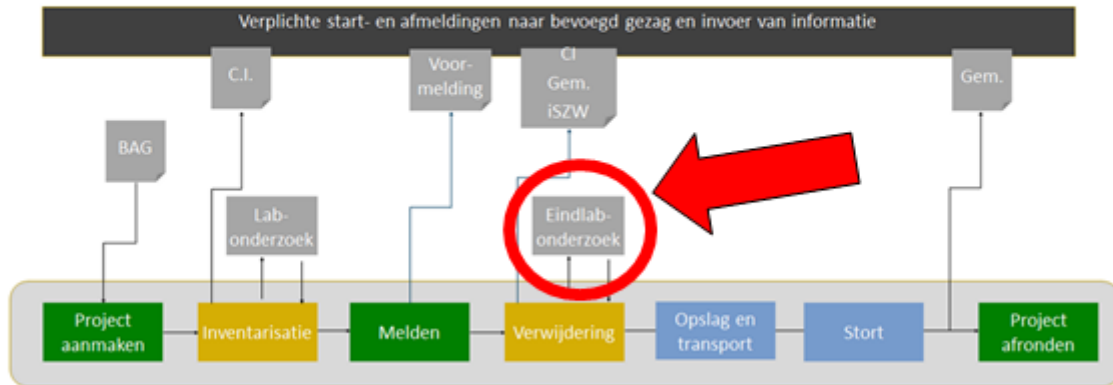 Verplichte start- en afmeldingen naar bevoegd gezag en invoer van informatie
C.I.
Voor-
melding
CI
Gem.
iSZW
Gem.
BAG
Lab-
onderzoek
Eindlab-
onderzoek
Project
aanmaken
Inventarisatie
Melden
Verwijdering
Opslag en
transport
Stort
Project
afronden